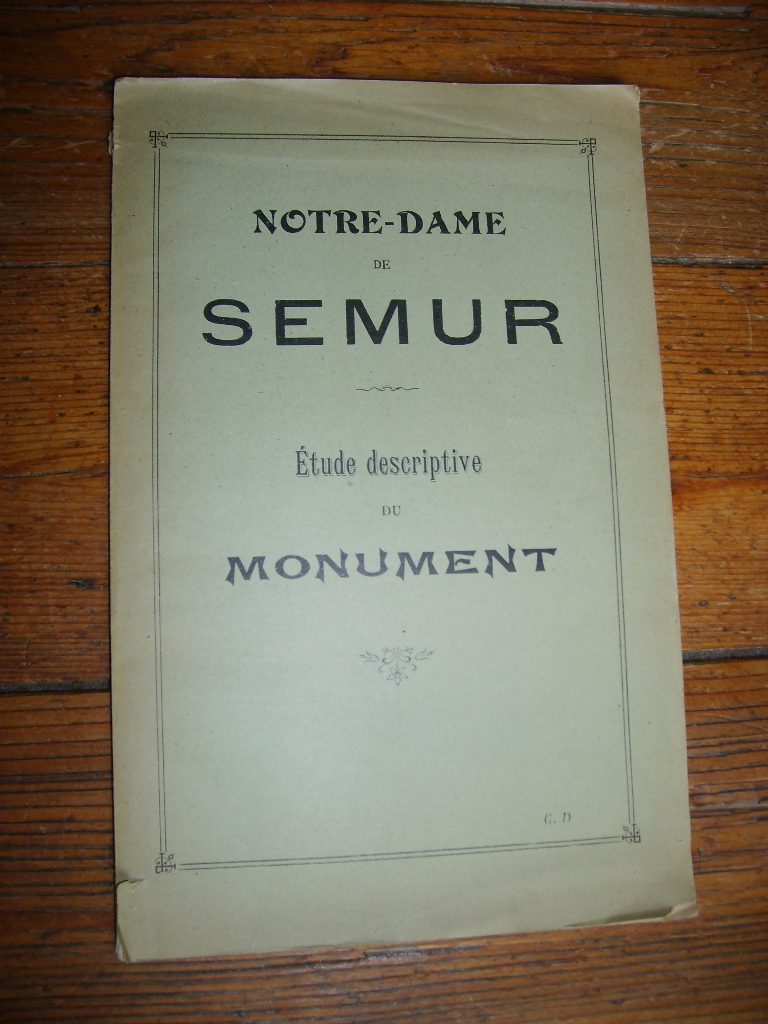 NOTRE-DAME
DE
SEMUR
Étude descriptive
DU
MONUMENT
G. D